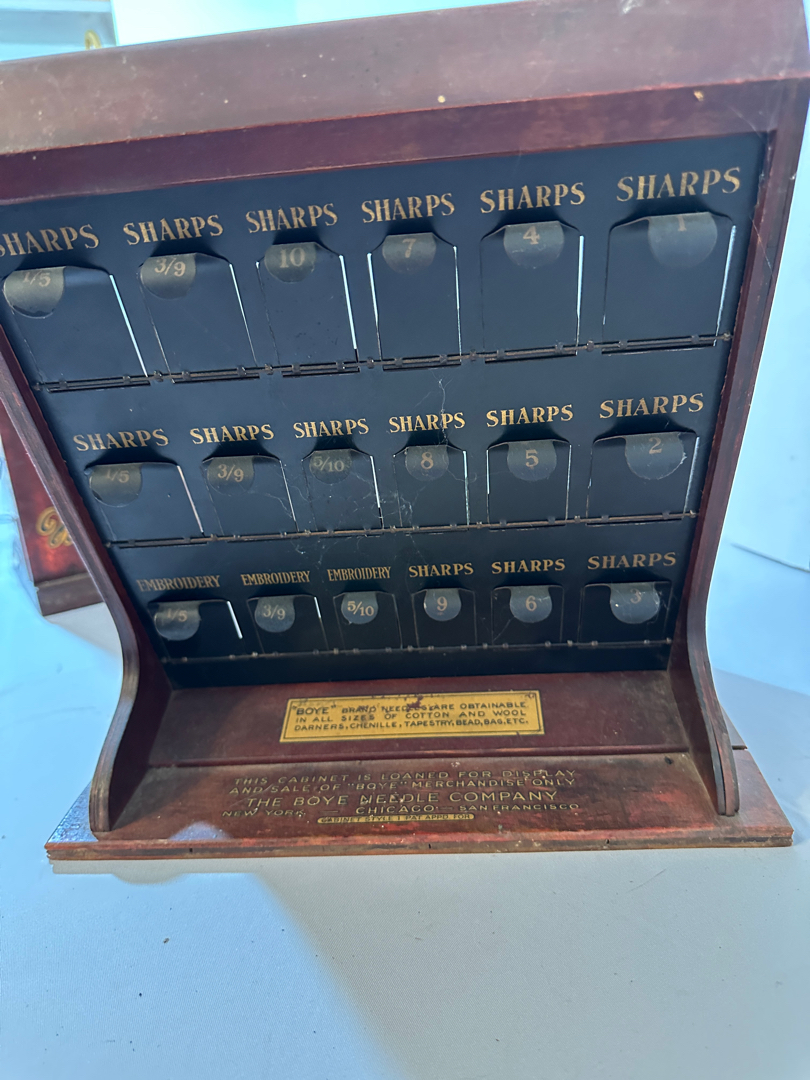 SHARPS SHARPS SHARPS SHARPS SHARPS SHARPS
1/5 3/9 10 7 4 1
SHARPS SHARPS SHARPS SHARPS SHARPS SHARPS
1/5 3/9 5/10 8 5 2
EMBROIDERY EMBROIDERY EMBROIDERY SHARPS SHARPS SHARPS
1/5 3/9 5/10 9 6 3
"BOYE" BRAND NEEDLES ARE OBTAINABLE
IN ALL SIZES OF COTTON AND WOOL
DARNERS, CHENILLE, TAPESTRY, BEAD, BAG, ETC.
THIS CABINET IS LOANED FOR DISPLAY
AND SALE OF "BOYE" MERCHANDISE ONLY
THE BOYE NEEDLE COMPANY
NEW YORK CHICAGO SAN FRANCISCO
CABINET STYLE 1 PAT. APPD. FOR